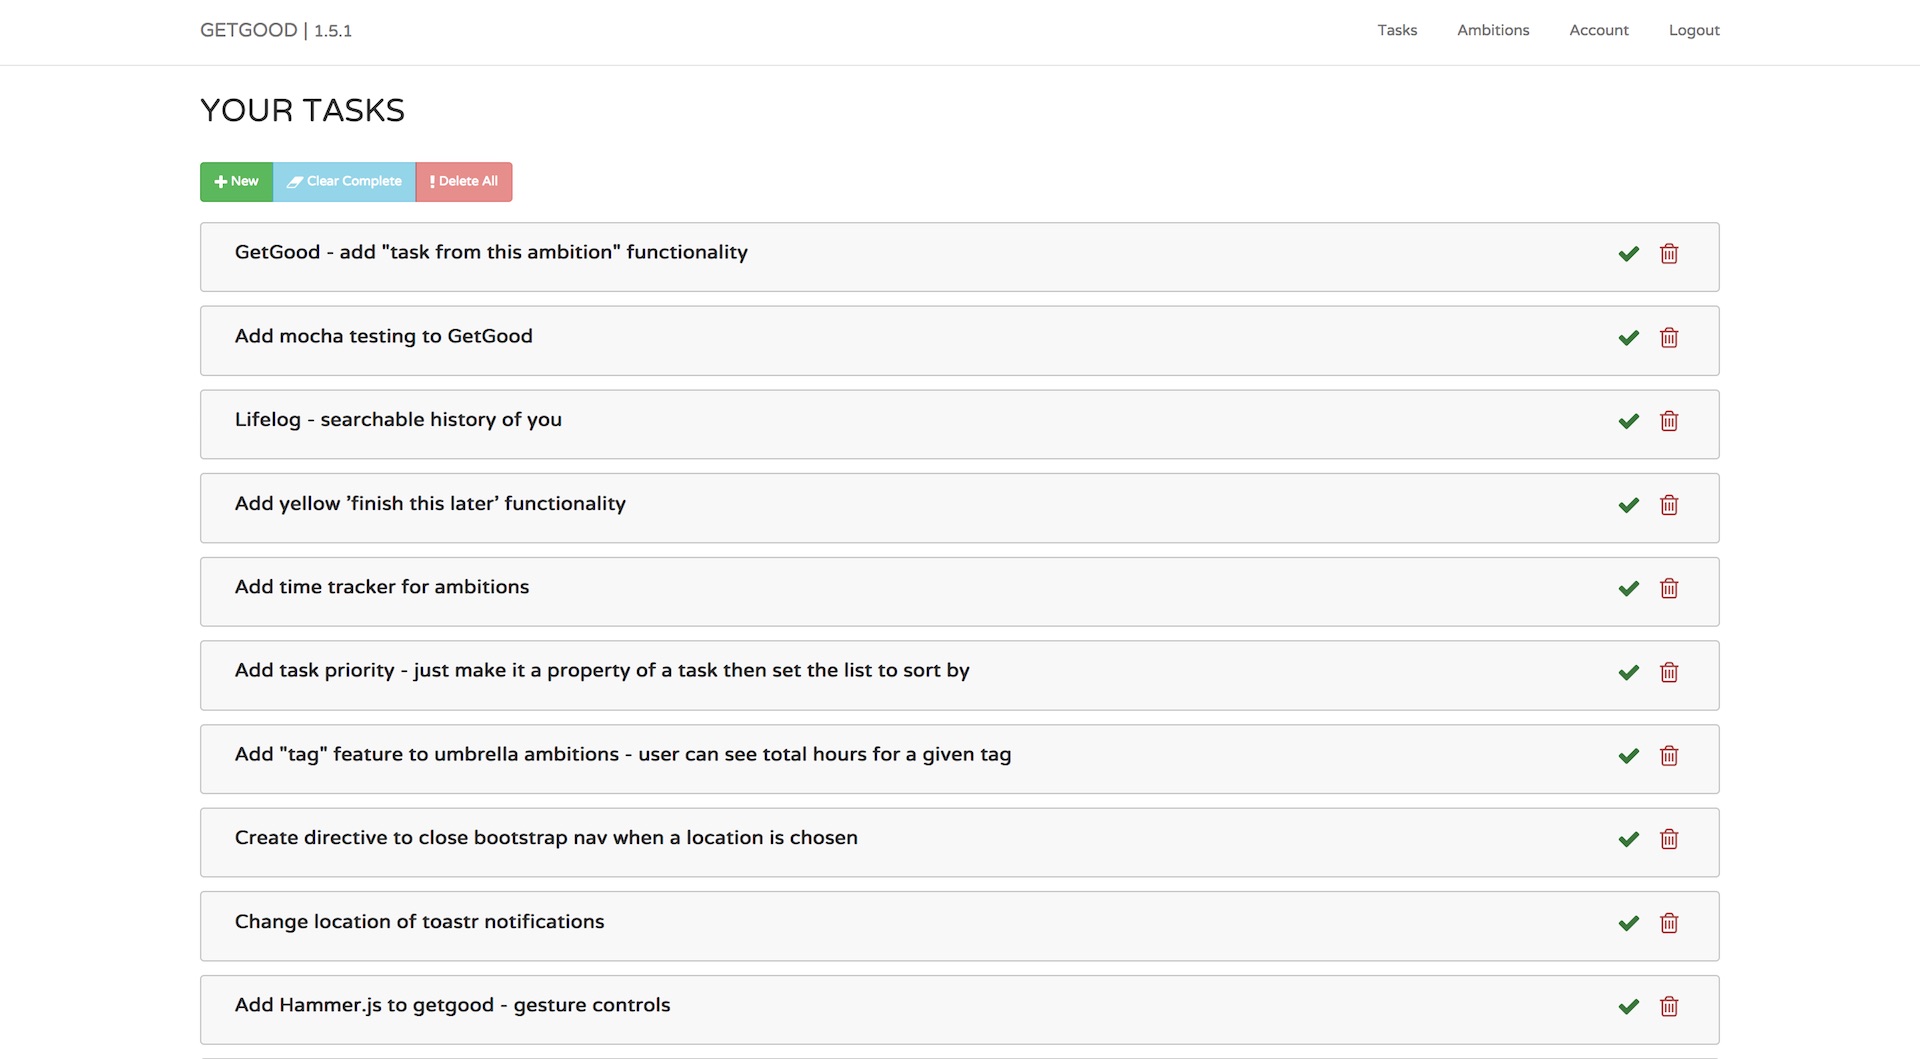 GETGOOD | 1.5.1
Tasks
Ambitions
Account
Logout
YOUR TASKS
New
Clear Complete
Delete All
GetGood - add "task from this ambition" functionality
Add mocha testing to GetGood
Lifelog - searchable history of you
Add yellow 'finish this later' functionality
Add time tracker for ambitions
Add task priority - just make it a property of a task then set the list to sort by
Add "tag" feature to umbrella ambitions - user can see total hours for a given tag
Create directive to close bootstrap nav when a location is chosen
Change location of toastr notifications
Add Hammer.js to getgood - gesture controls